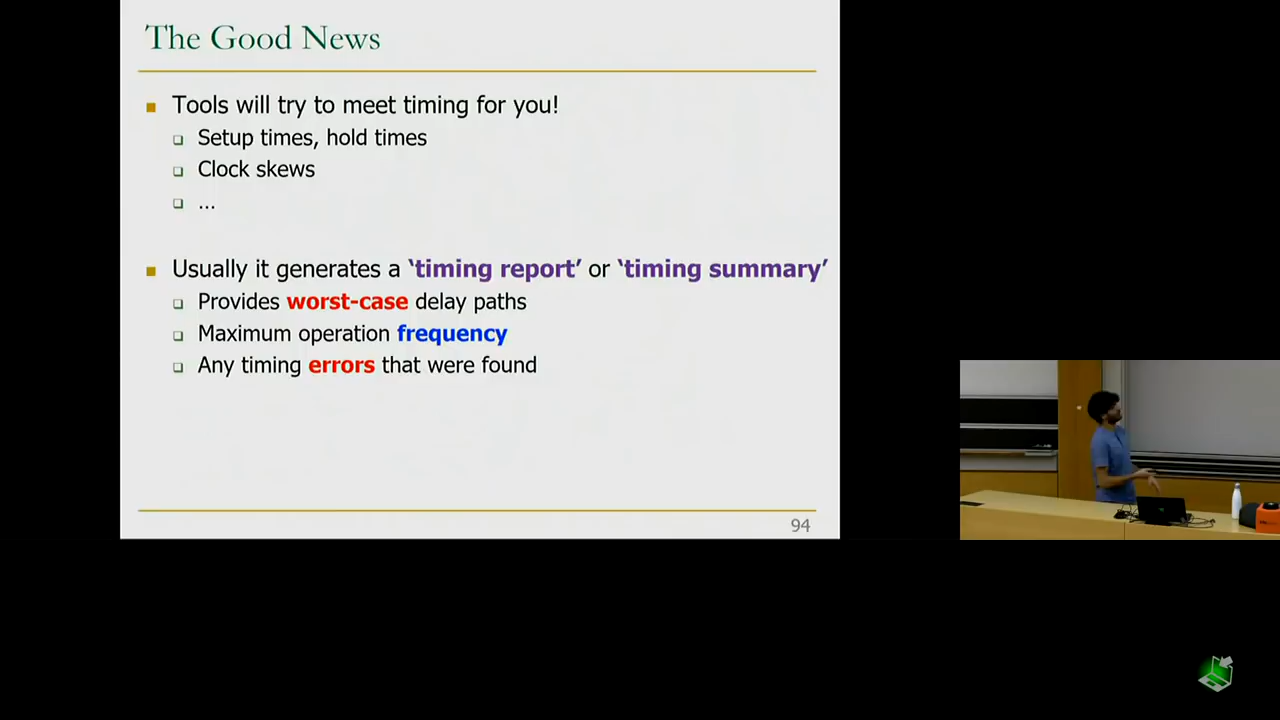 The Good News
Tools will try to meet timing for you!
Setup times, hold times
Clock skews
...
Usually it generates a ‘timing report’ or ‘timing summary’
Provides worst-case delay paths
Maximum operation frequency
Any timing errors that were found
94